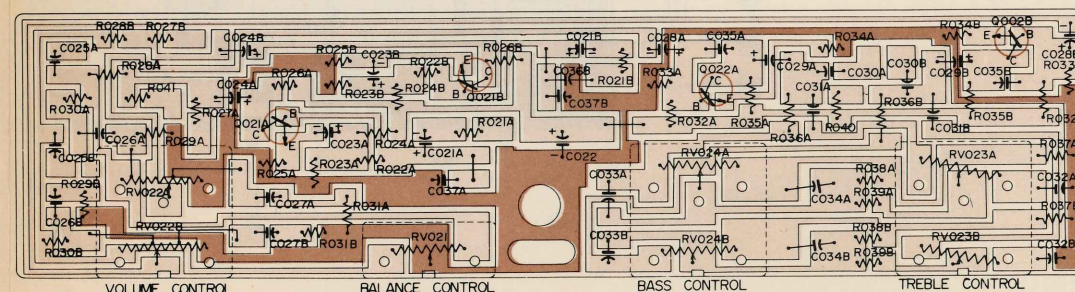 R028B R027B C024B R025B C023B R022B R026B C021B C028A C035A R034A R034B Q002B
E B
C025A R028A C024A R026A R023B R024B B E Q021B C036B R021B R033A Q022A C C029A C030A C030B C029B C035B C C028B
R030A R041 R027A Q021A B C037B B E C031A R036B R033
C026A R029A C E C023A R024A C021A R021A C022 R032A R035A R036A R040 C031B R035B R032
C025B R025A R023A R022A RV024A RV023A R037A
R029B RV022A C037A C033A R038A C032A
C027A R031A C034A R039A
C026B RV022B R037B
R030B C027B R031B RV021 C033B RV024B C034B R038B R039B RV023B C032B
VOLUME CONTROL BALANCE CONTROL BASS CONTROL TREBLE CONTROL